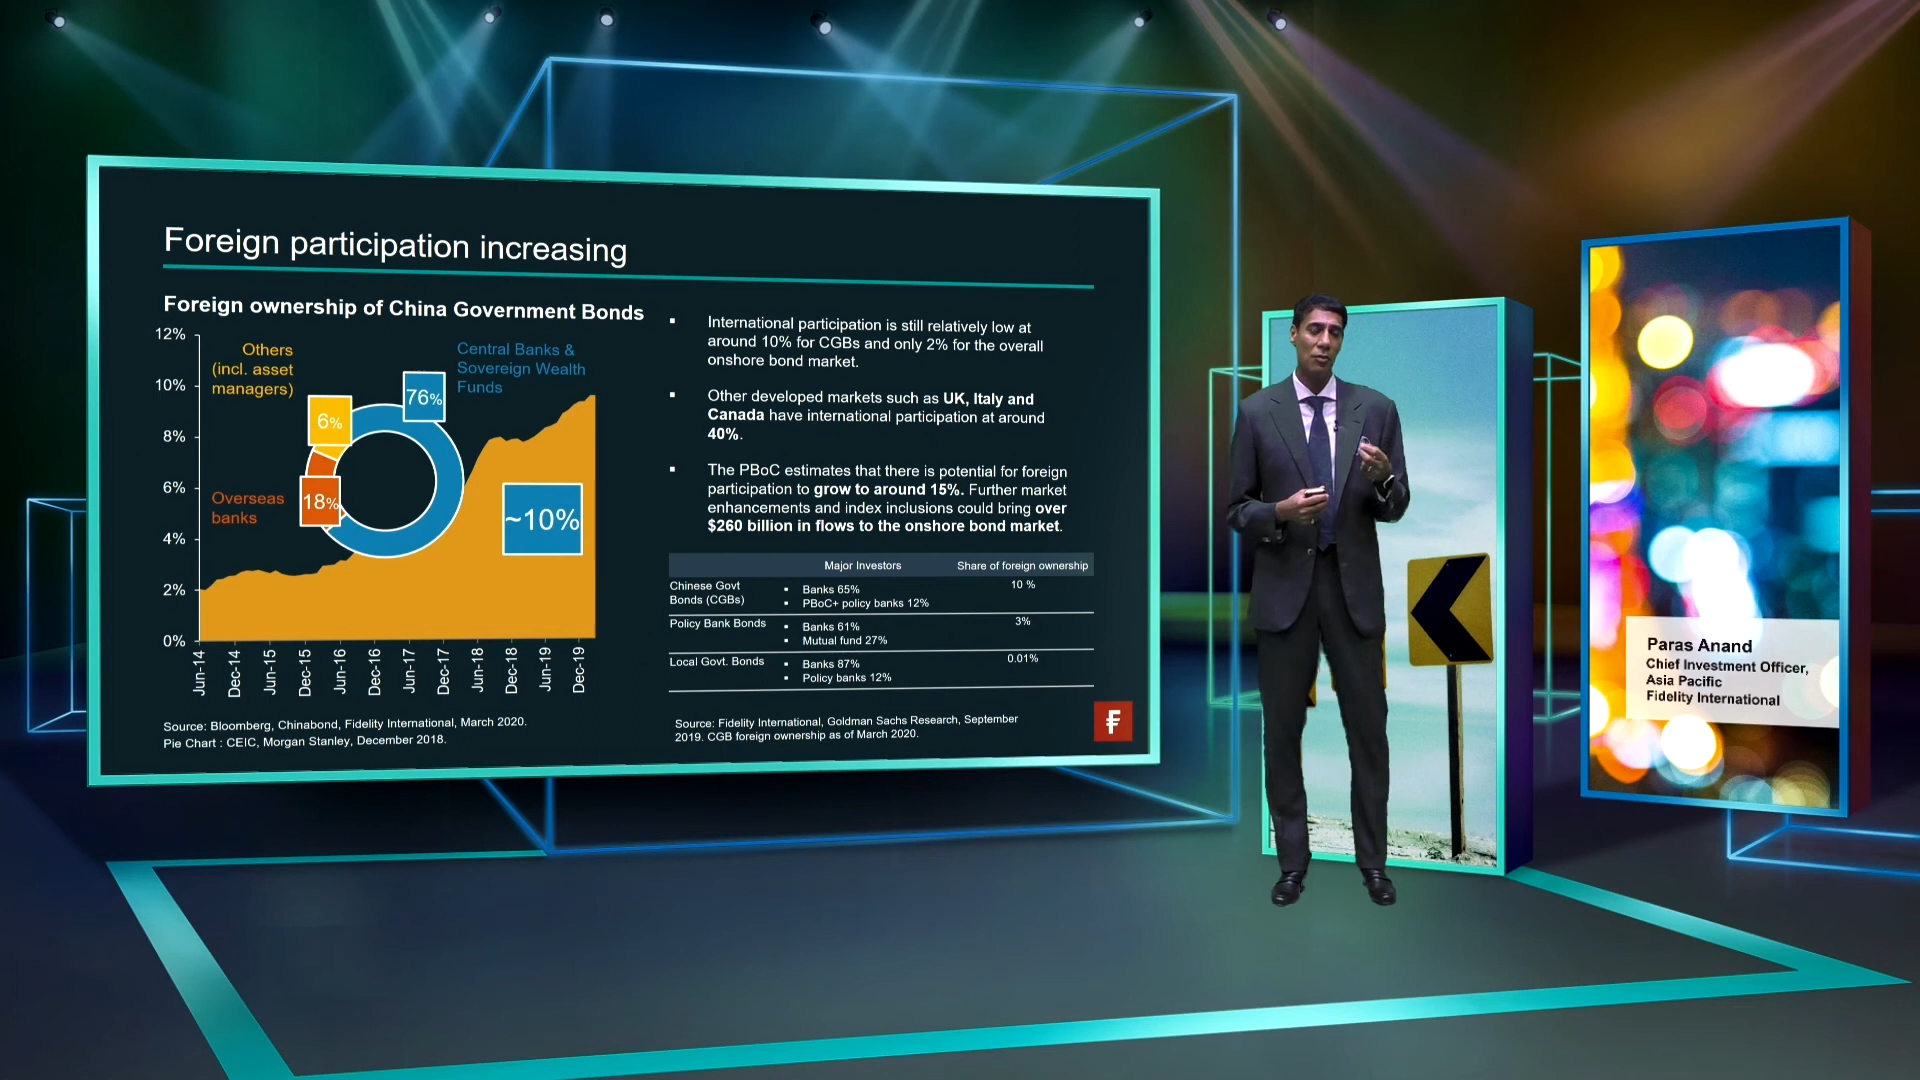 Foreign participation increasing
Foreign ownership of China Government Bonds
12%
10%
8%
6%
4%
2%
0%
Others
(incl. asset
managers)
Central Banks &
Sovereign Wealth
Funds
76%
6%
Overseas
banks
18%
~10%
Jun-14
Dec-14
Jun-15
Dec-15
Jun-16
Dec-16
Jun-17
Dec-17
Jun-18
Dec-18
Jun-19
Dec-19
Source: Bloomberg, Chinabond, Fidelity International, March 2020.
Pie Chart : CEIC, Morgan Stanley, December 2018.
▪ International participation is still relatively low at
around 10% for CGBs and only 2% for the overall
onshore bond market.
▪ Other developed markets such as UK, Italy and
Canada have international participation at around
40%.
▪ The PBoC estimates that there is potential for foreign
participation to grow to around 15%. Further market
enhancements and index inclusions could bring over
$260 billion in flows to the onshore bond market.
Major Investors Share of foreign ownership
Chinese Govt
Bonds (CGBs)
▪ Banks 65%
▪ PBoC+ policy banks 12%
10 %
Policy Bank Bonds
▪ Banks 61%
▪ Mutual fund 27%
3%
Local Govt. Bonds
▪ Banks 87%
▪ Policy banks 12%
0.01%
Source: Fidelity International, Goldman Sachs Research, September
2019. CGB foreign ownership as of March 2020.
Paras Anand
Chief Investment Officer,
Asia Pacific
Fidelity International